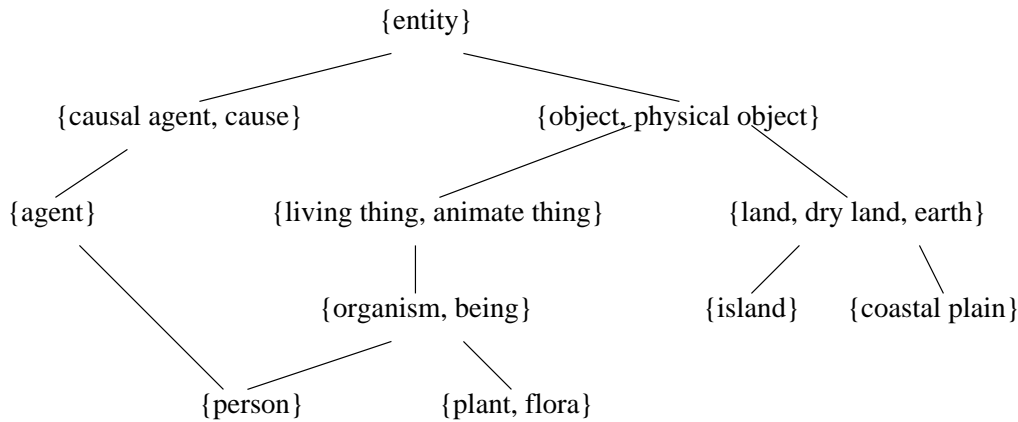 {entity}
{causal agent, cause} {object, physical object}
{agent} {living thing, animate thing} {land, dry land, earth}
{organism, being} {island} {coastal plain}
{person} {plant, flora}